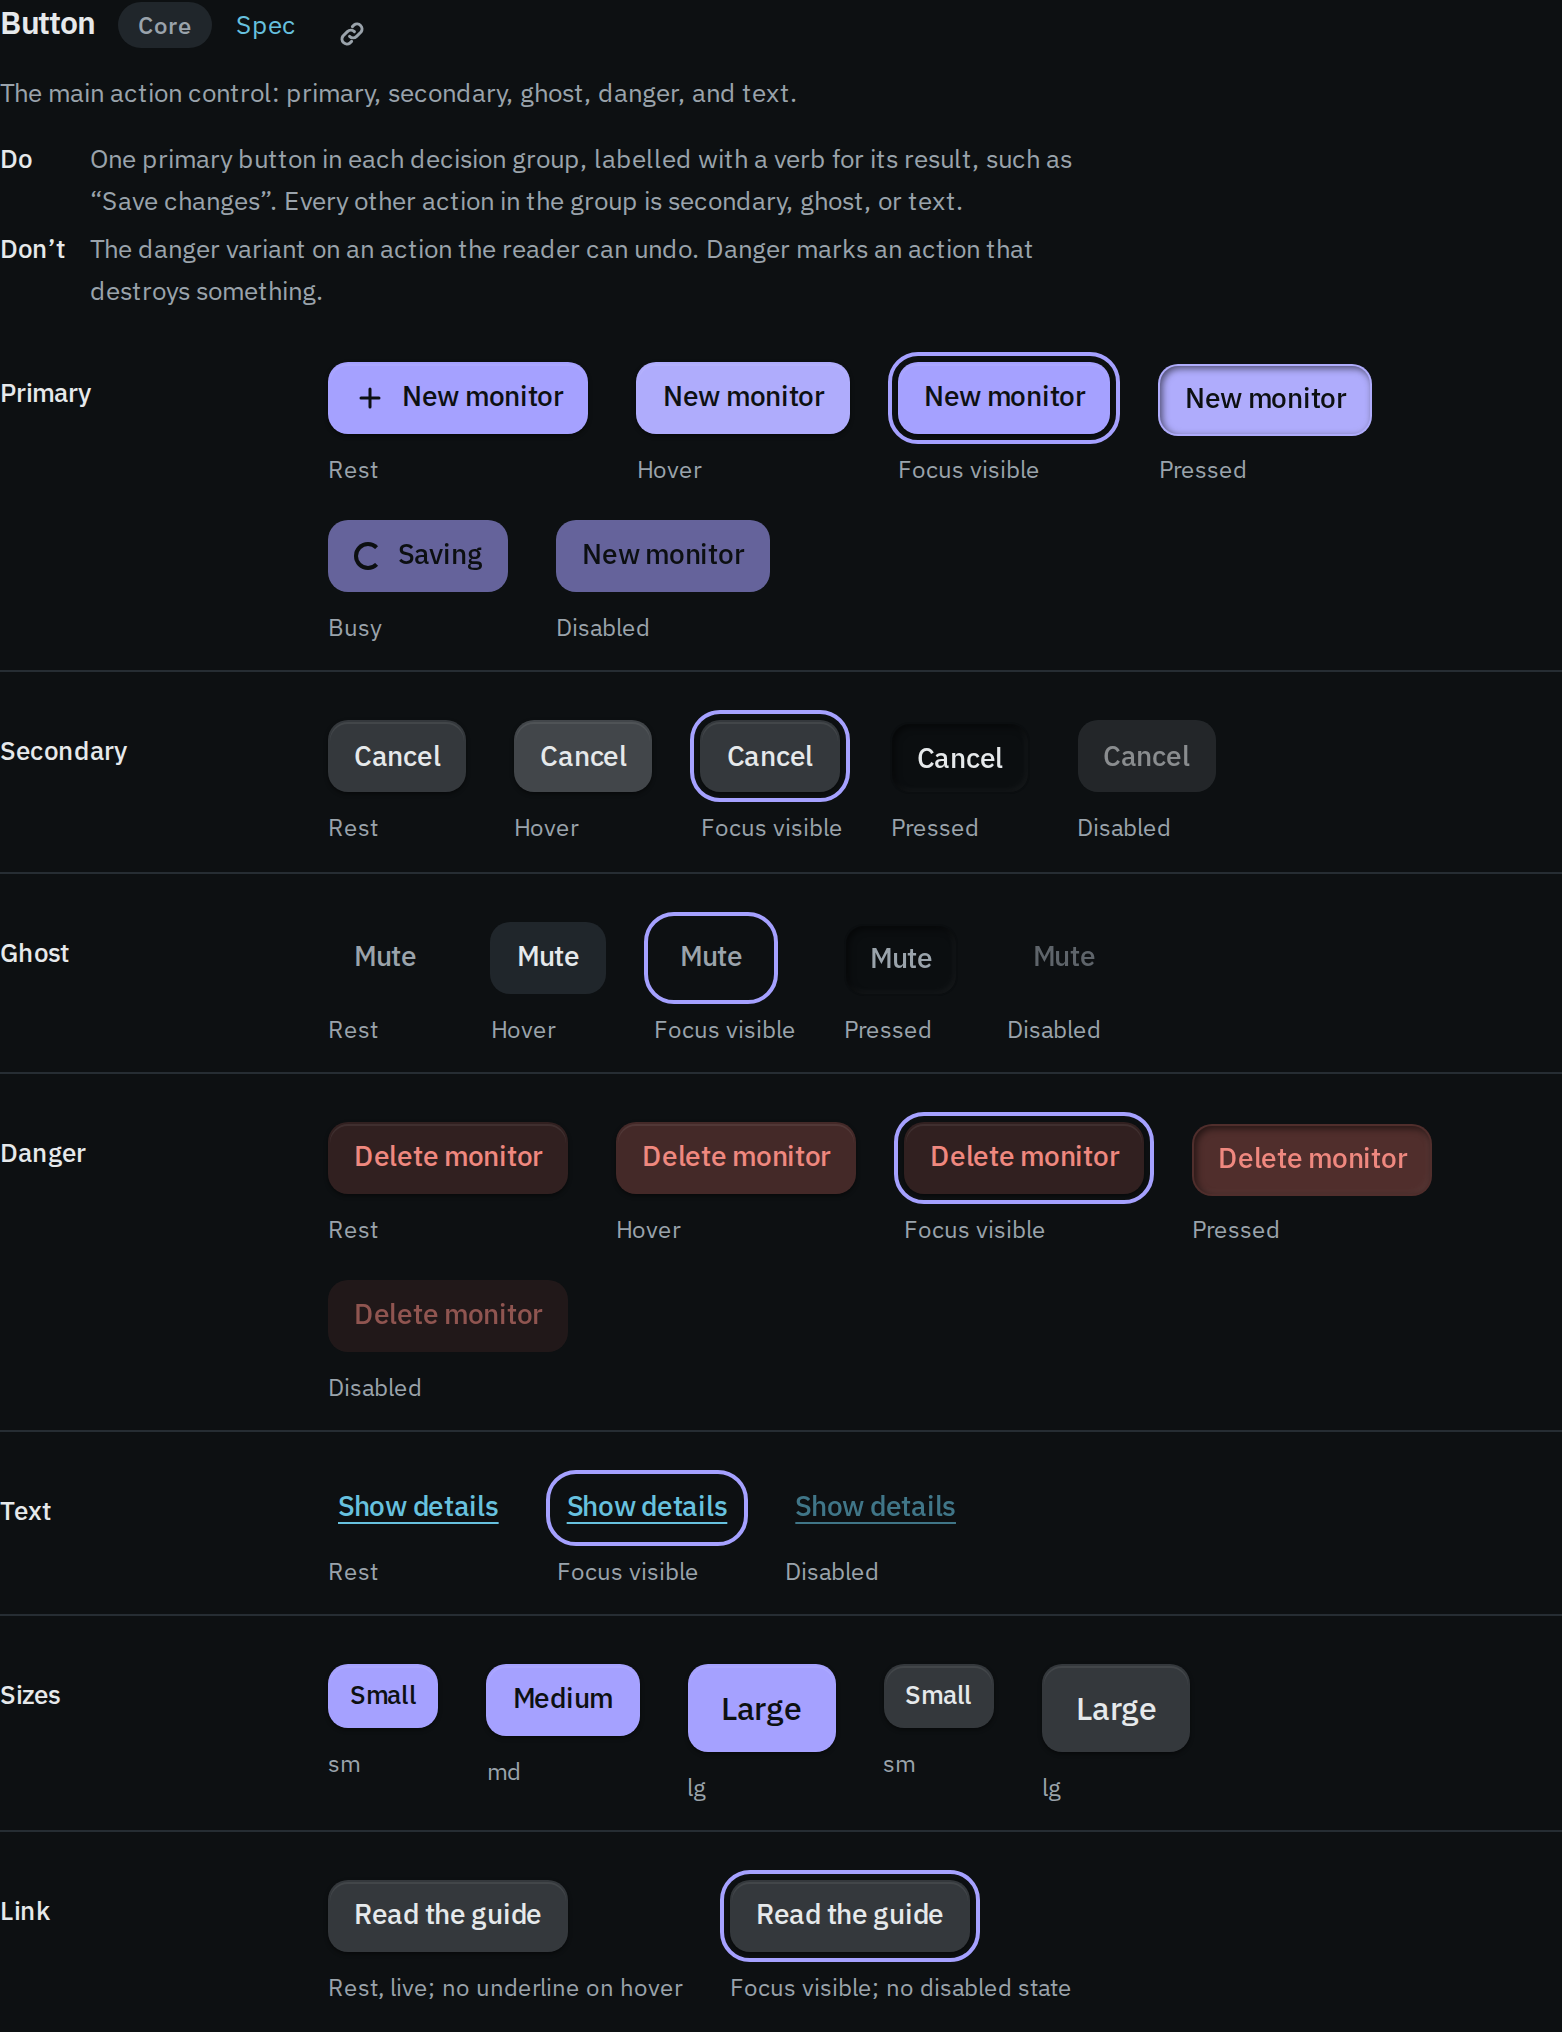 Button Core Spec
The main action control: primary, secondary, ghost, danger, and text.
Do One primary button in each decision group, labelled with a verb for its result, such as
“Save changes”. Every other action in the group is secondary, ghost, or text.
Don’t The danger variant on an action the reader can undo. Danger marks an action that
destroys something.
Primary New monitor New monitor New monitor New monitor
Rest Hover Focus visible Pressed
Saving New monitor
Busy Disabled
Secondary Cancel Cancel Cancel Cancel Cancel
Rest Hover Focus visible Pressed Disabled
Ghost Mute Mute Mute Mute Mute
Rest Hover Focus visible Pressed Disabled
Danger Delete monitor Delete monitor Delete monitor Delete monitor
Rest Hover Focus visible Pressed
Delete monitor
Disabled
Text Show details Show details Show details
Rest Focus visible Disabled
Sizes Small Medium Large Small Large
sm md lg sm lg
Link Read the guide Read the guide
Rest, live; no underline on hover Focus visible; no disabled state